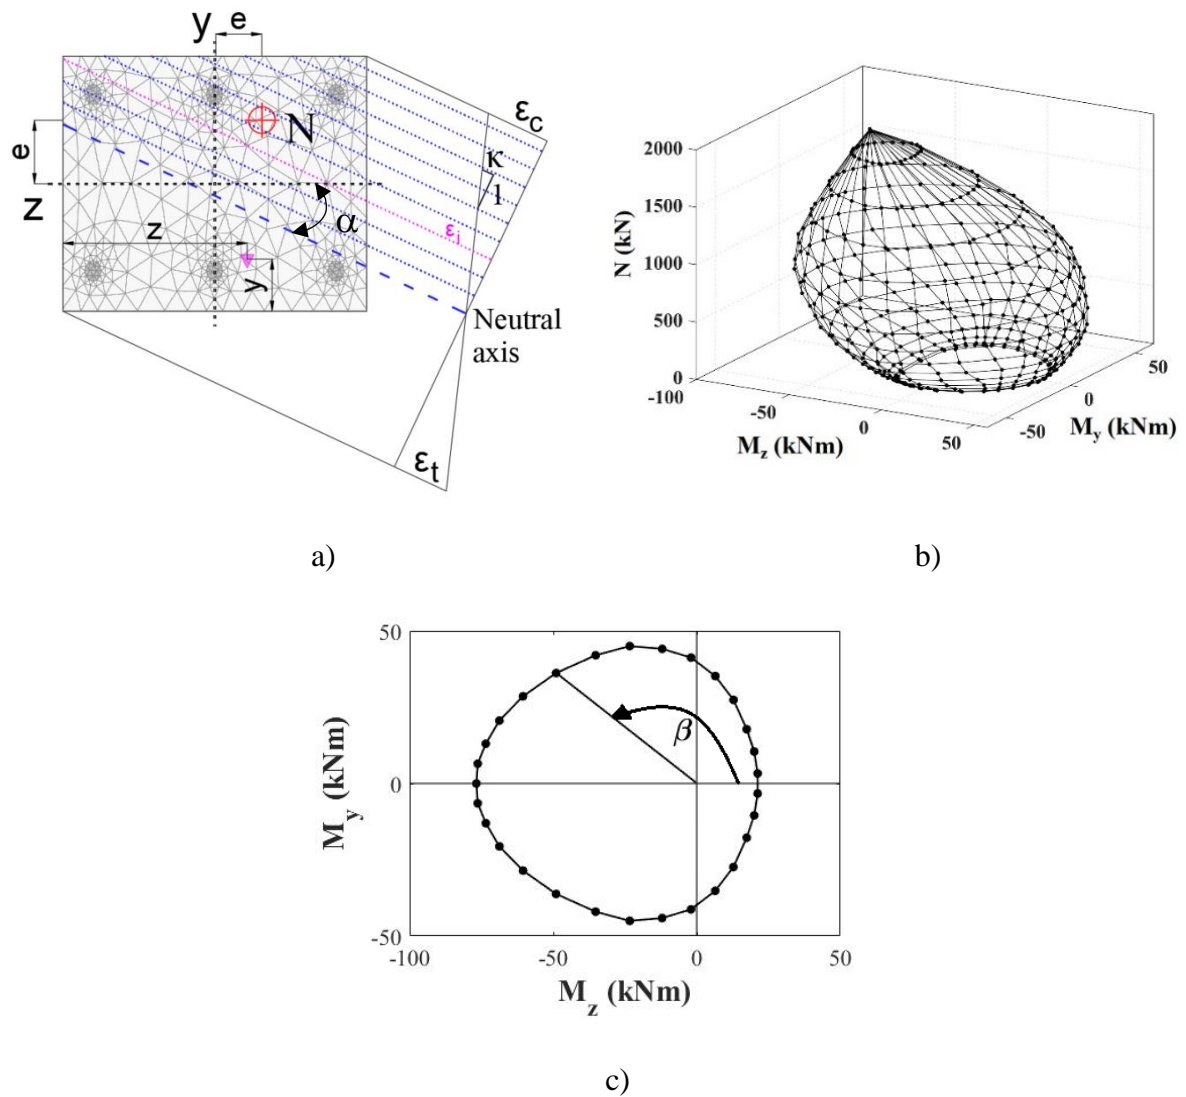 y e
ε_c
N
e
κ
1
z
α
z
ε_i
y
Neutral
axis
ε_t
a)
2000
1500
1000
500
0
-100
-50
0
50
-50
0
50
N (kN)
M_z (kNm)
M_y (kNm)
b)
50
0
-50
-100
-50
0
50
β
M_y (kNm)
M_z (kNm)
c)